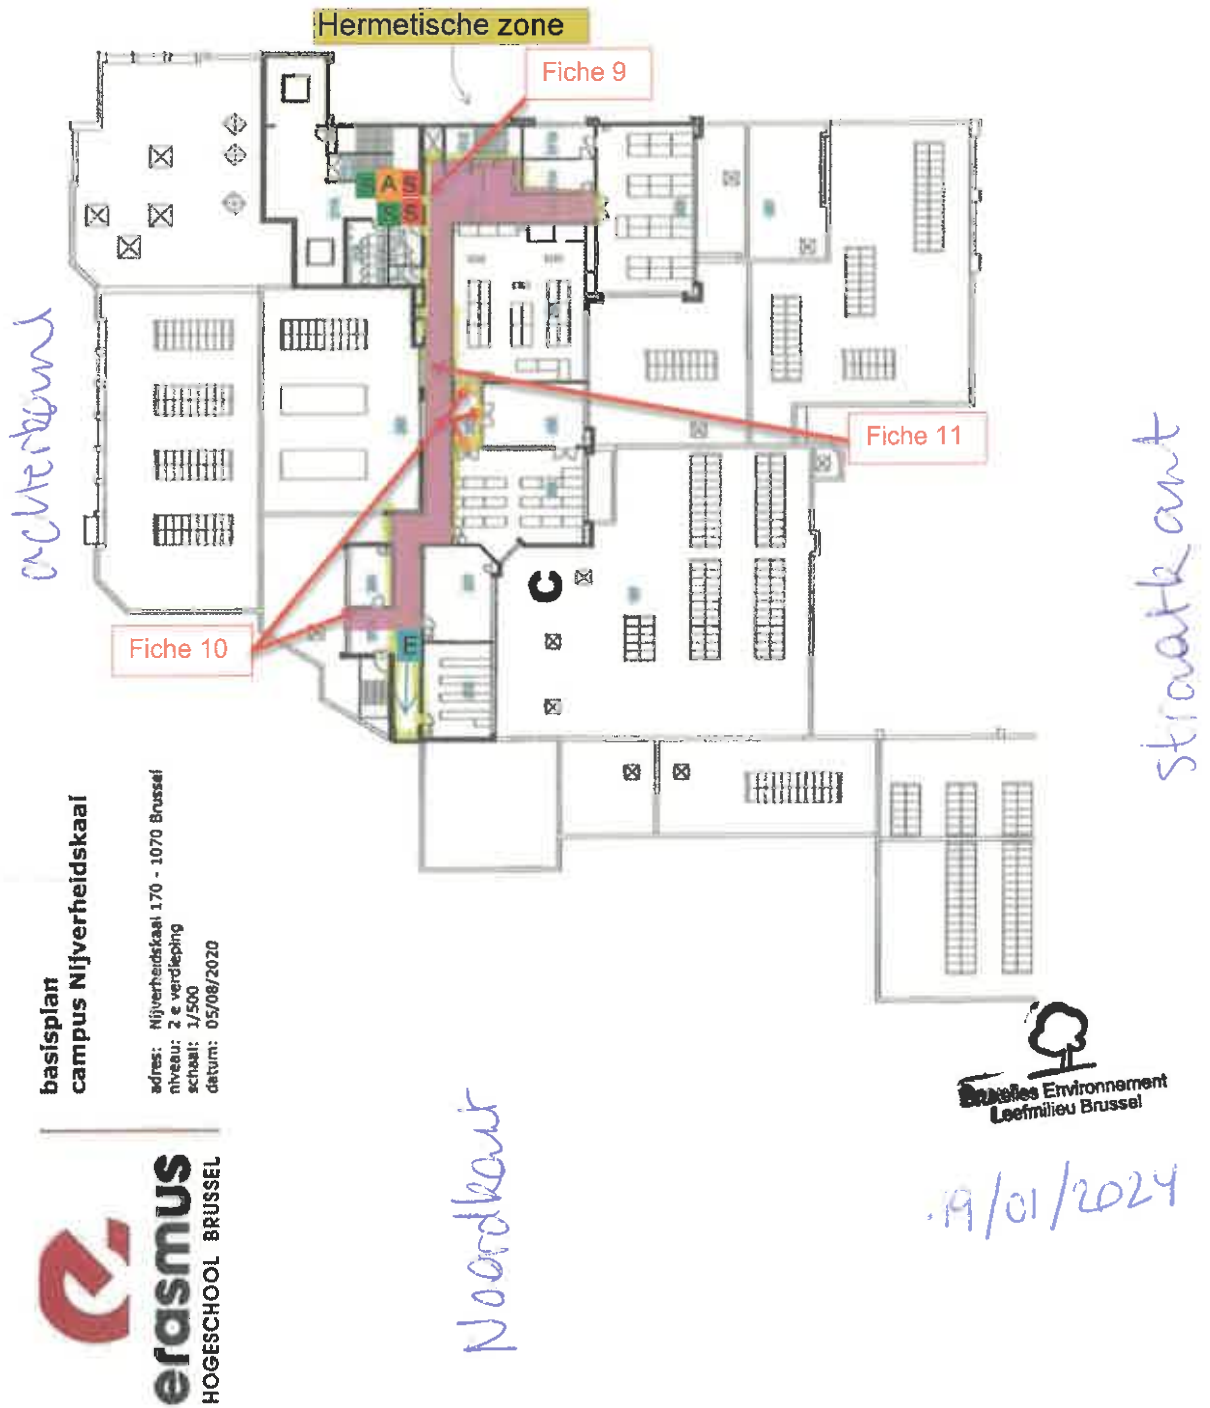 Hermetische zone
Fiche 9
S A S
S S
Fiche 11
Fiche 10
E
C
achterkant
straatkant
Noordkant
basisplan
campus Nijverheidskaai
adres: Nijverheidskaai 170 - 1070 Brussel
niveau: 2 e verdieping
schaal: 1/500
datum: 05/08/2020
erasmus
HOGESCHOOL BRUSSEL
Bruxelles Environnement
Leefmilieu Brussel
19/01/2024